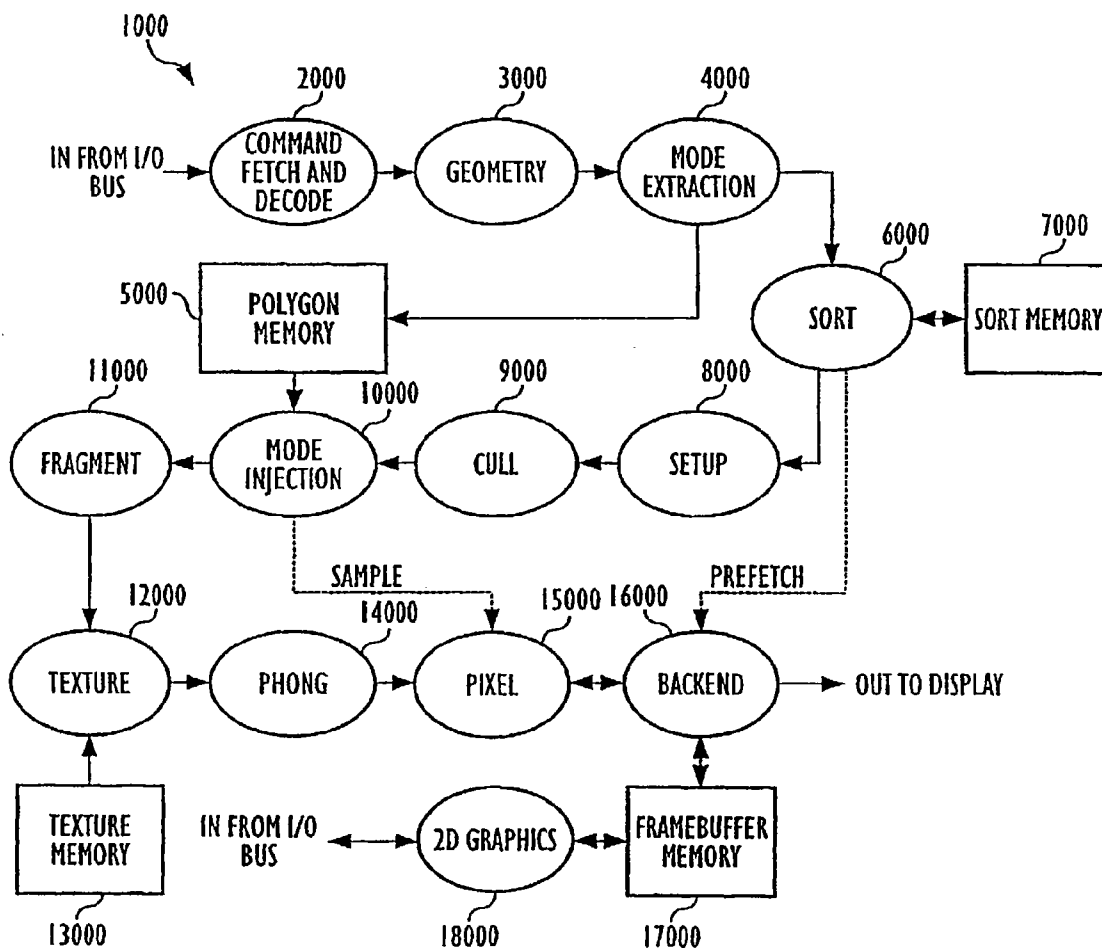 1000
2000
3000
4000
IN FROM I/O
BUS
COMMAND
FETCH AND
DECODE
GEOMETRY
MODE
EXTRACTION
6000
7000
5000
POLYGON
MEMORY
SORT
SORT MEMORY
11000
10000
9000
8000
FRAGMENT
MODE
INJECTION
CULL
SETUP
SAMPLE
PREFETCH
12000
14000
15000
16000
TEXTURE
PHONG
PIXEL
BACKEND
OUT TO DISPLAY
TEXTURE
MEMORY
IN FROM I/O
BUS
2D GRAPHICS
FRAMEBUFFER
MEMORY
13000
18000
17000